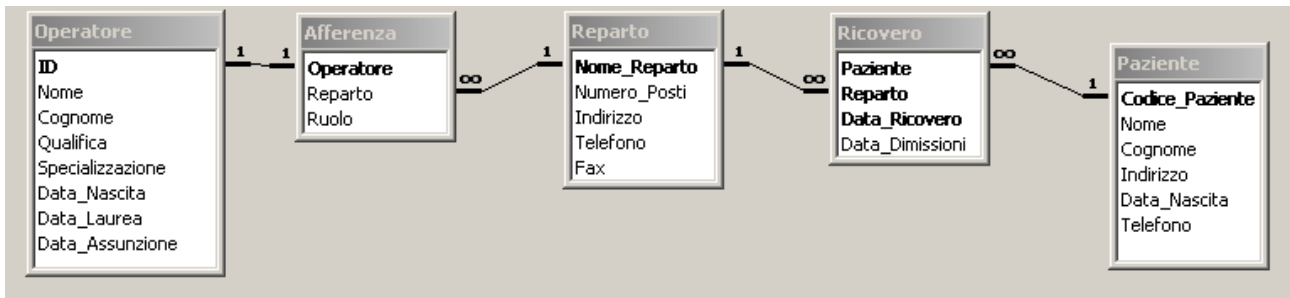 Operatore
ID
Nome
Cognome
Qualifica
Specializzazione
Data_Nascita
Data_Laurea
Data_Assunzione
1
1
Afferenza
Operatore
Reparto
Ruolo
∞
1
Reparto
Nome_Reparto
Numero_Posti
Indirizzo
Telefono
Fax
1
∞
Ricovero
Paziente
Reparto
Data_Ricovero
Data_Dimissioni
∞
1
Paziente
Codice_Paziente
Nome
Cognome
Indirizzo
Data_Nascita
Telefono